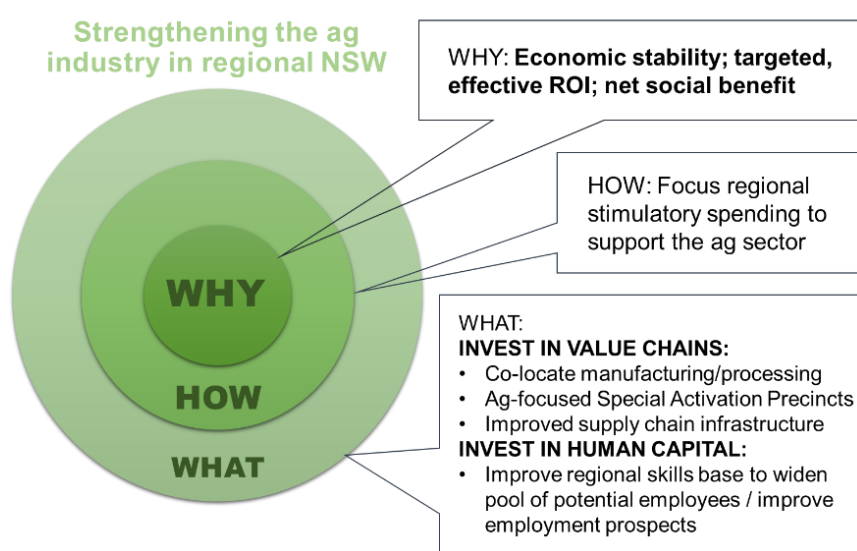 Strengthening the ag
industry in regional NSW
WHY: Economic stability; targeted,
effective ROI; net social benefit
HOW: Focus regional
stimulatory spending to
support the ag sector
WHY
HOW
WHAT
WHAT:
INVEST IN VALUE CHAINS:
• Co-locate manufacturing/processing
• Ag-focused Special Activation Precincts
• Improved supply chain infrastructure
INVEST IN HUMAN CAPITAL:
• Improve regional skills base to widen
pool of potential employees / improve
employment prospects